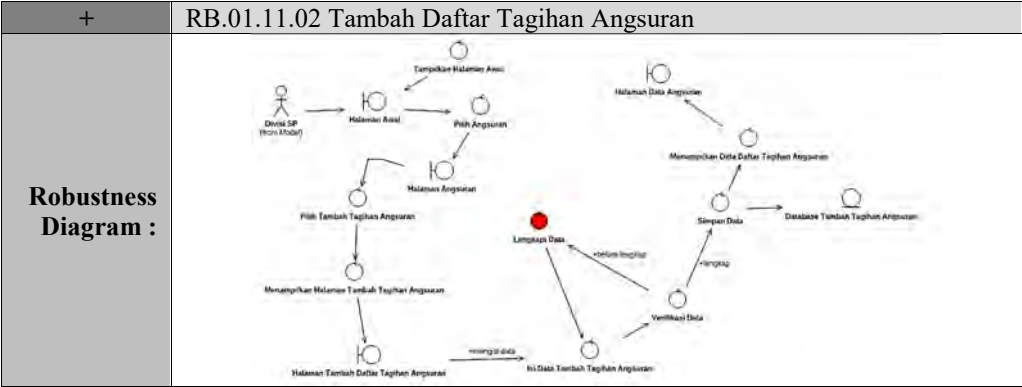 +
RB.01.11.02 Tambah Daftar Tagihan Angsuran
Robustness
Diagram :
Tampilkan Halaman Awal
Divisi SP
(from Model)
Halaman Awal
Pilih Angsuran
Halaman Angsuran
Pilih Tambah Tagihan Angsuran
Menampilkan Halaman Tambah Tagihan Angsuran
Halaman Tambah Daftar Tagihan Angsuran
+mengisi data
Isi Data Tambah Tagihan Angsuran
Lengkapi Data
+belum lengkap
+lengkap
Verifikasi Data
Simpan Data
Database Tambah Tagihan Angsuran
Menampilkan Data Daftar Tagihan Angsuran
Halaman Data Angsuran